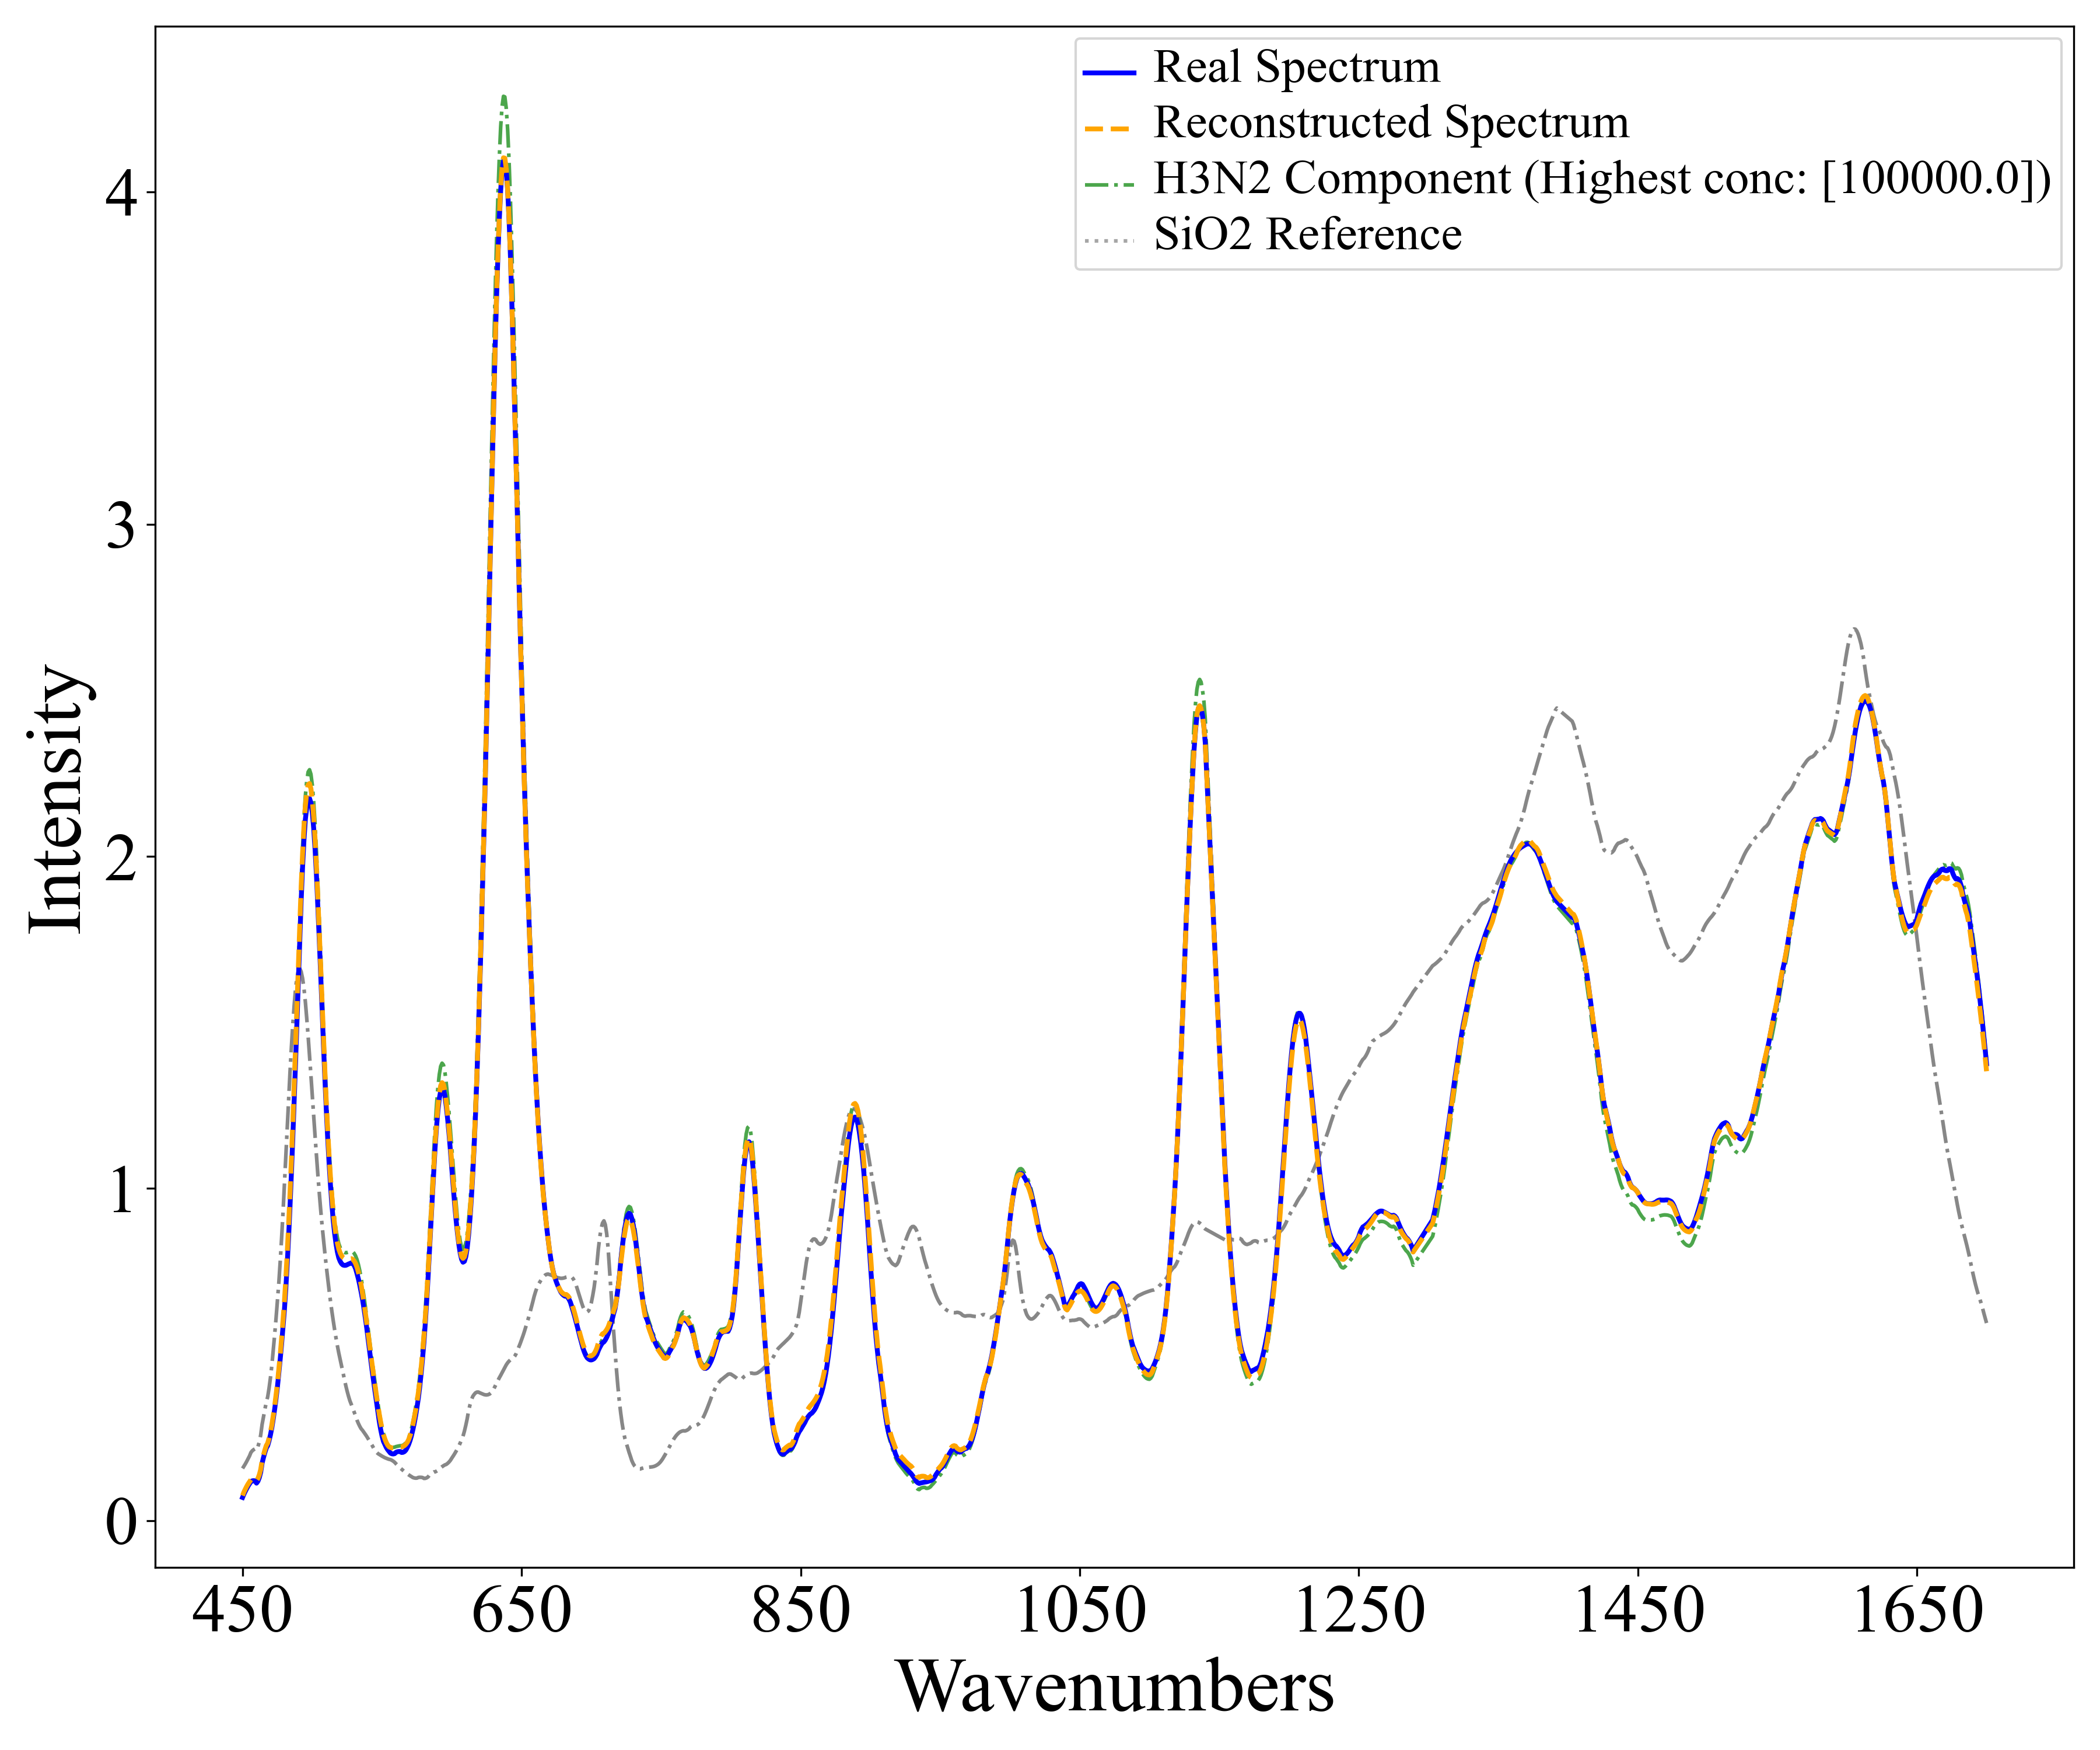 Real Spectrum
Reconstructed Spectrum
H3N2 Component (Highest conc: [100000.0])
SiO2 Reference
Intensity
4
3
2
1
0
450 650 850 1050 1250 1450 1650
Wavenumbers